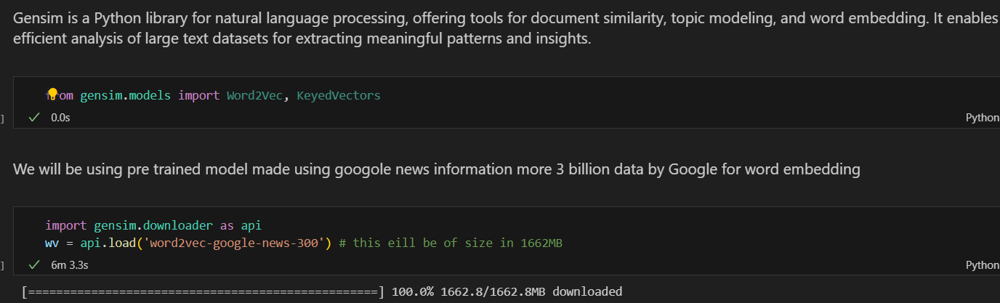 Gensim is a Python library for natural language processing, offering tools for document similarity, topic modeling, and word embedding. It enables
efficient analysis of large text datasets for extracting meaningful patterns and insights.
from gensim.models import Word2Vec, KeyedVectors
] ✓ 0.0s Python
We will be using pre trained model made using googole news information more 3 billion data by Google for word embedding
import gensim.downloader as api
wv = api.load('word2vec-google-news-300') # this eill be of size in 1662MB
] ✓ 6m 3.3s Python
[==================================================] 100.0% 1662.8/1662.8MB downloaded